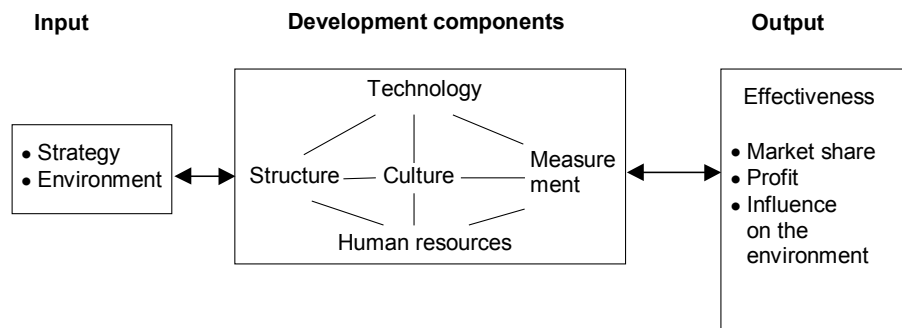 Input
Development components
Output
• Strategy
• Environment
Technology
Structure
Culture
Measure
ment
Human resources
Effectiveness
• Market share
• Profit
• Influence
on the
environment